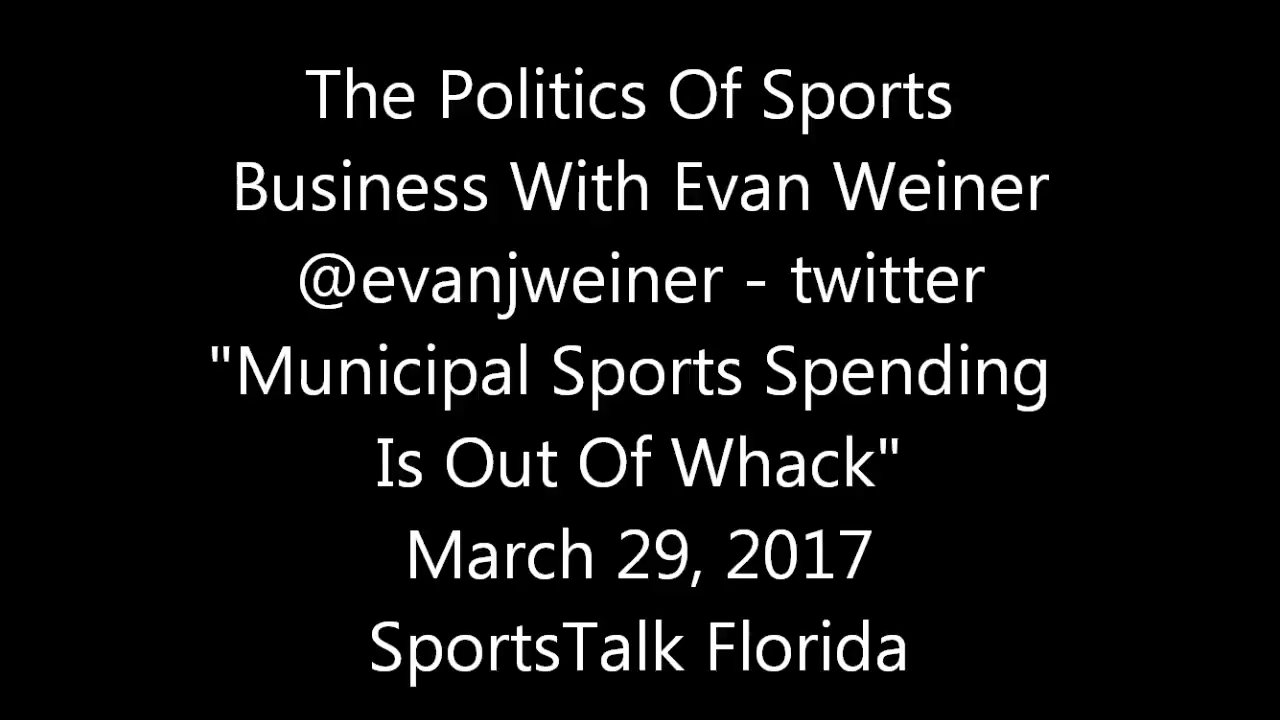 The Politics Of Sports
Business With Evan Weiner
@evanjweiner - twitter
"Municipal Sports Spending
Is Out Of Whack"
March 29, 2017
SportsTalk Florida